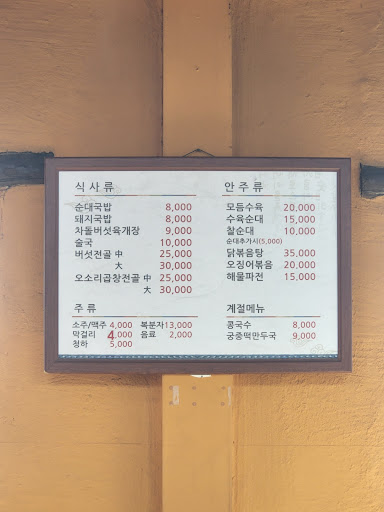 식사류
순대국밥 8,000
돼지국밥 8,000
차돌버섯육개장 9,000
술국 10,000
버섯전골 中 25,000
大 30,000
오소리곱창전골 中 25,000
大 30,000
주류
소주/맥주 4,000 복분자 13,000
막걸리 4,000 음료 2,000
청하 5,000
안주류
모듬수육 20,000
수육순대 15,000
찰순대 10,000
순대추가시(5,000)
닭볶음탕 35,000
오징어볶음 20,000
해물파전 15,000
계절메뉴
콩국수 8,000
궁중떡만두국 9,000